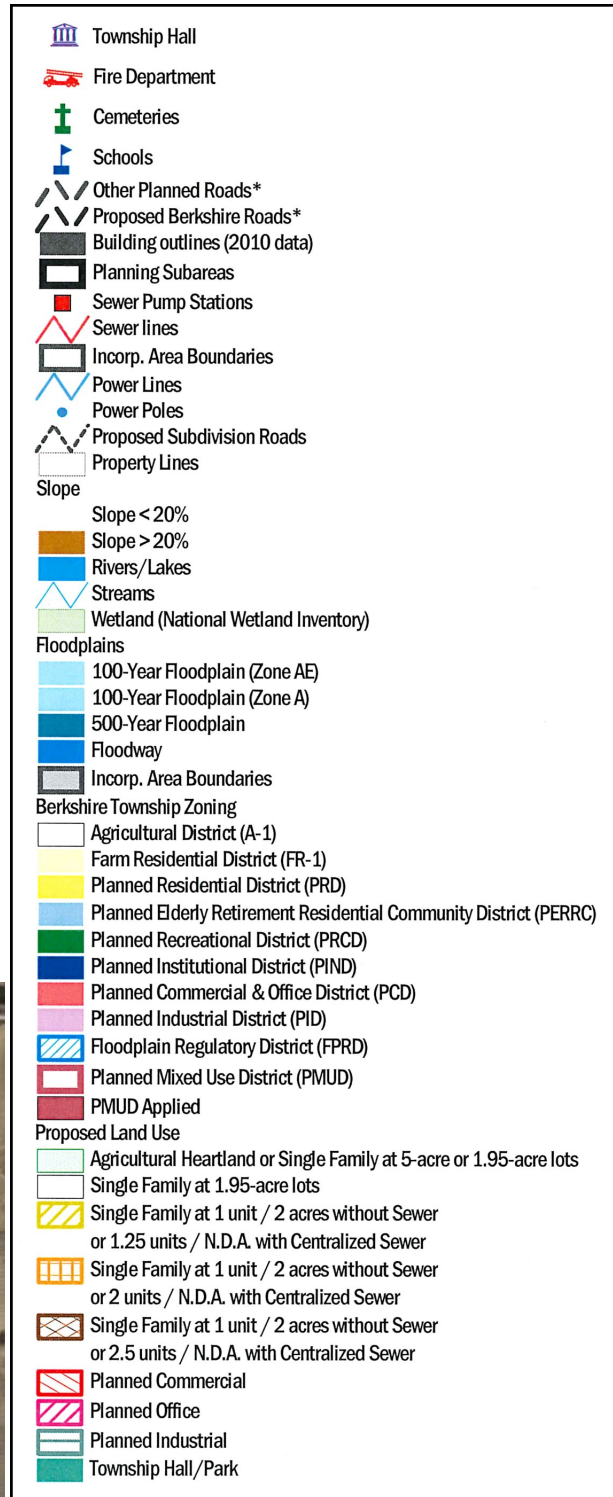 Township Hall
Fire Department
Cemeteries
Schools
Other Planned Roads*
Proposed Berkshire Roads*
Building outlines (2010 data)
Planning Subareas
Sewer Pump Stations
Sewer lines
Incorp. Area Boundaries
Power Lines
Power Poles
Proposed Subdivision Roads
Property Lines
Slope
Slope < 20%
Slope > 20%
Rivers/Lakes
Streams
Wetland (National Wetland Inventory)
Floodplains
100-Year Floodplain (Zone AE)
100-Year Floodplain (Zone A)
500-Year Floodplain
Floodway
Incorp. Area Boundaries
Berkshire Township Zoning
Agricultural District (A-1)
Farm Residential District (FR-1)
Planned Residential District (PRD)
Planned Elderly Retirement Residential Community District (PERRC)
Planned Recreational District (PRCD)
Planned Institutional District (PIND)
Planned Commercial & Office District (PCD)
Planned Industrial District (PID)
Floodplain Regulatory District (FPRD)
Planned Mixed Use District (PMUD)
PMUD Applied
Proposed Land Use
Agricultural Heartland or Single Family at 5-acre or 1.95-acre lots
Single Family at 1.95-acre lots
Single Family at 1 unit / 2 acres without Sewer
or 1.25 units / N.D.A. with Centralized Sewer
Single Family at 1 unit / 2 acres without Sewer
or 2 units / N.D.A. with Centralized Sewer
Single Family at 1 unit / 2 acres without Sewer
or 2.5 units / N.D.A. with Centralized Sewer
Planned Commercial
Planned Office
Planned Industrial
Township Hall/Park